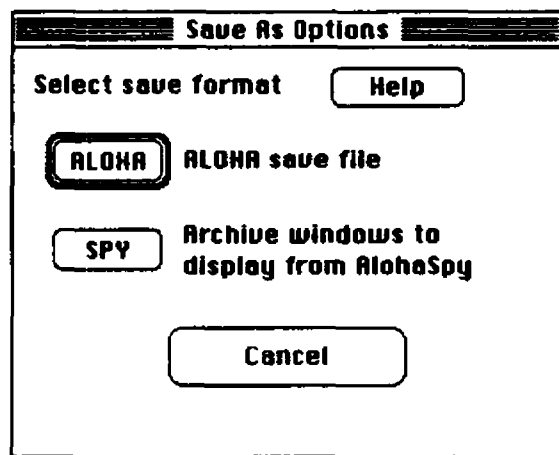 Save As Options
Select save format Help
ALOHA ALOHA save file
SPY Archive windows to
display from AlohaSpy
Cancel